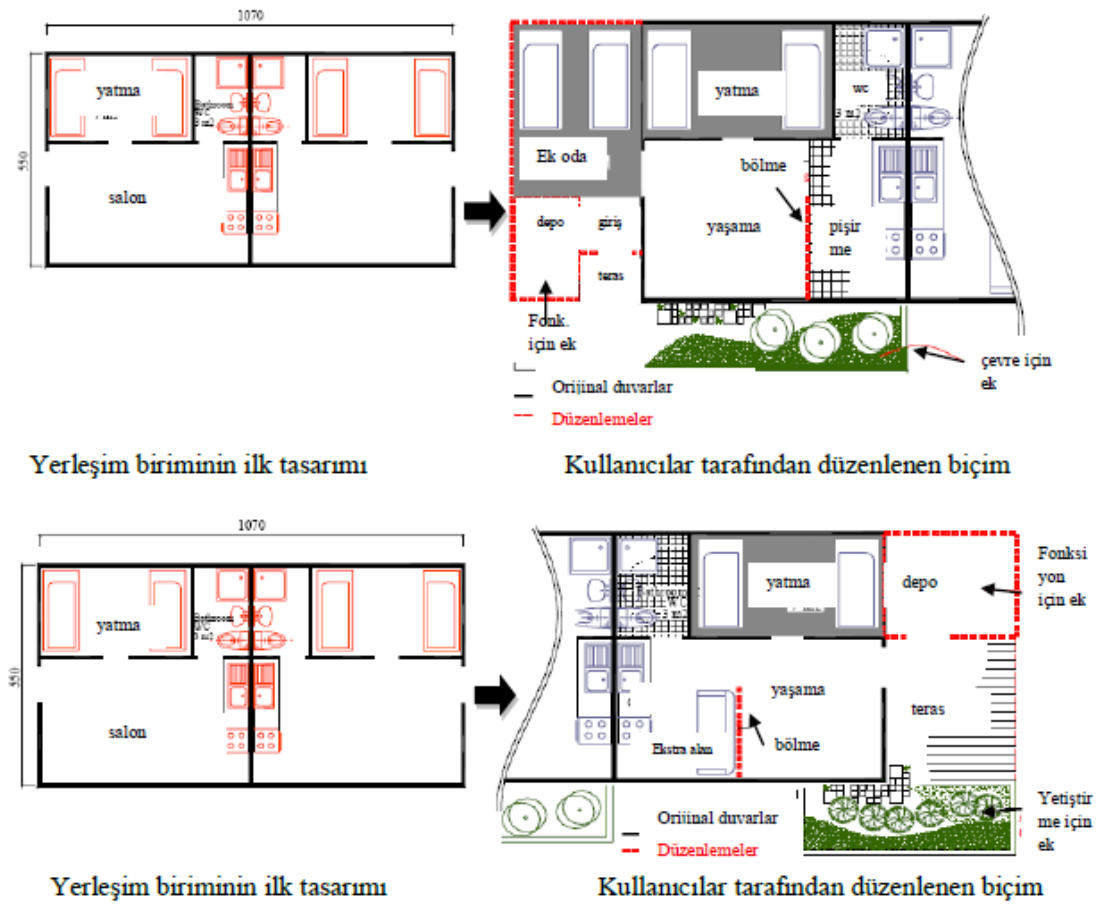 1070
550
yatma
salon
yatma
wc
3 m2
Ek oda
bölme
depo
giriş
yaşama
pişir
me
teras
Fonk.
için ek
çevre için
ek
Orijinal duvarlar
Düzenlemeler
Yerleşim biriminin ilk tasarımı
Kullanıcılar tarafından düzenlenen biçim
1070
550
yatma
salon
yatma
depo
Fonksi
yon
için ek
yaşama
teras
Ekstra alan
bölme
Yetiştir
me için
ek
Orijinal duvarlar
Düzenlemeler
Yerleşim biriminin ilk tasarımı
Kullanıcılar tarafından düzenlenen biçim